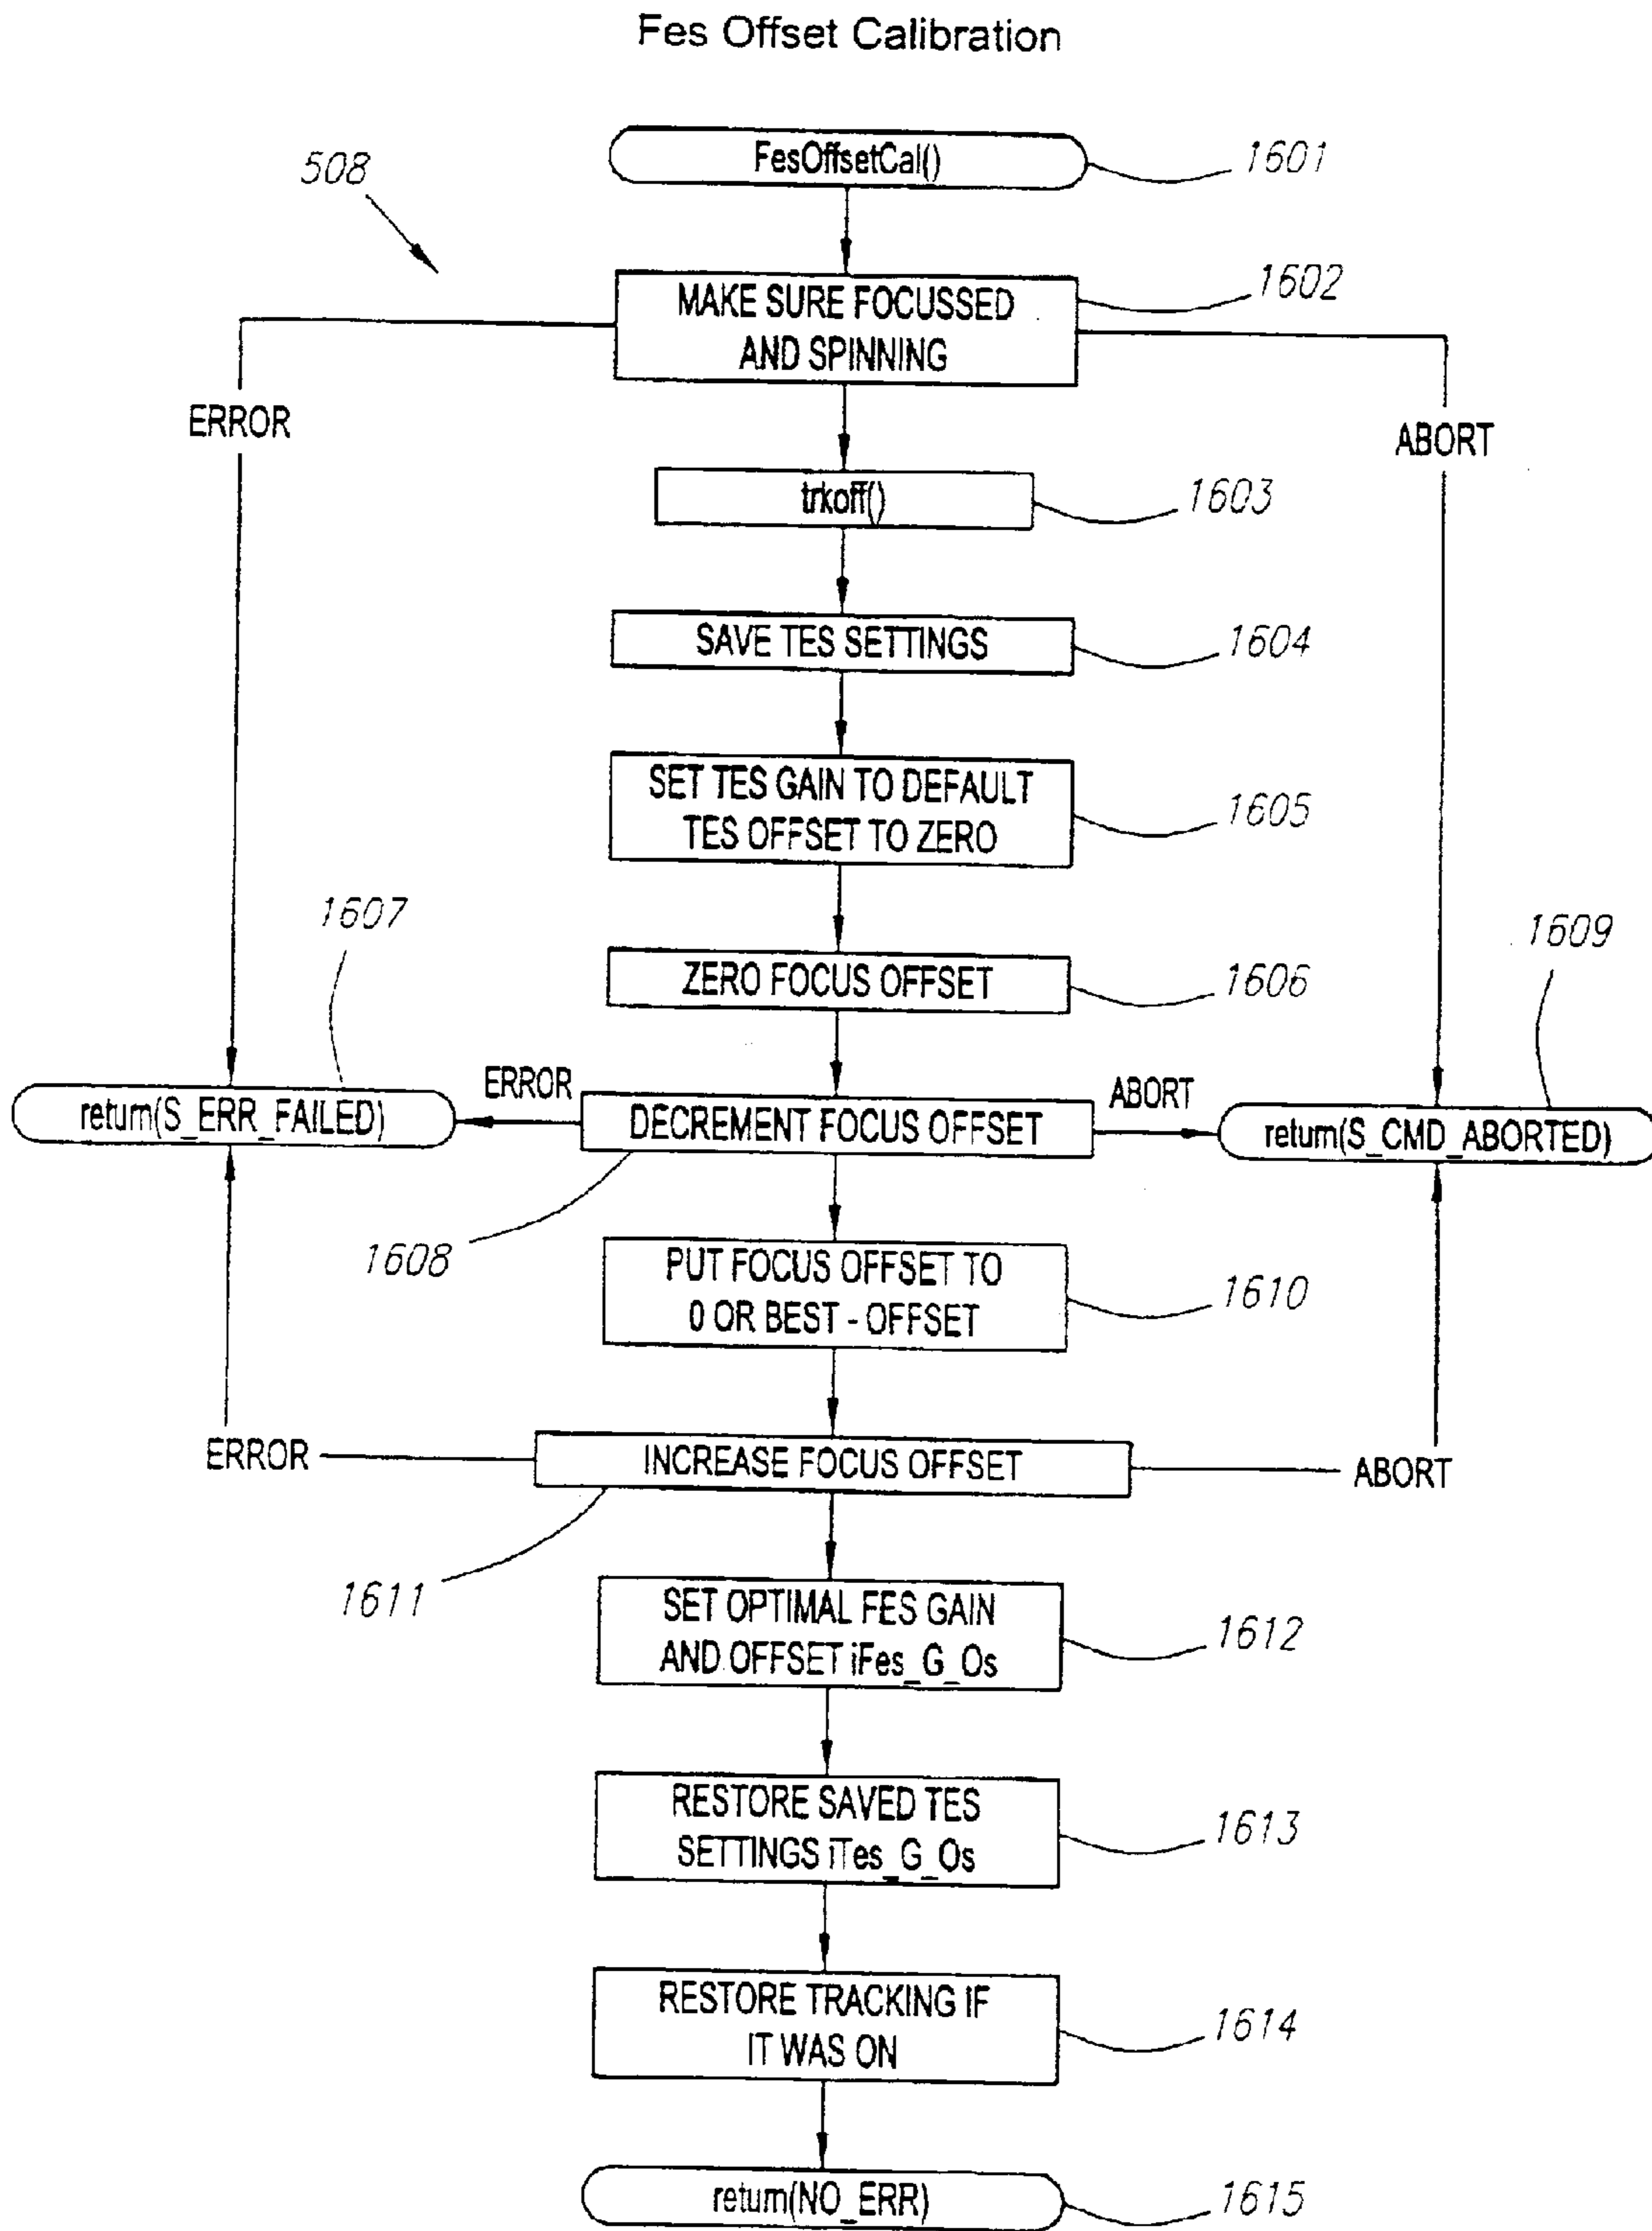 Fes Offset Calibration
FesOffsetCal()
1601
508
MAKE SURE FOCUSSED
AND SPINNING
1602
ERROR
ABORT
trkoff()
1603
SAVE TES SETTINGS
1604
SET TES GAIN TO DEFAULT
TES OFFSET TO ZERO
1605
1607
1609
ZERO FOCUS OFFSET
1606
return(S_ERR_FAILED)
ERROR
DECREMENT FOCUS OFFSET
ABORT
return(S_CMD_ABORTED)
1608
PUT FOCUS OFFSET TO
0 OR BEST - OFFSET
1610
ERROR
INCREASE FOCUS OFFSET
ABORT
1611
SET OPTIMAL FES GAIN
AND OFFSET iFes_G_Os
1612
RESTORE SAVED TES
SETTINGS iTes_G_Os
1613
RESTORE TRACKING IF
IT WAS ON
1614
return(NO_ERR)
1615